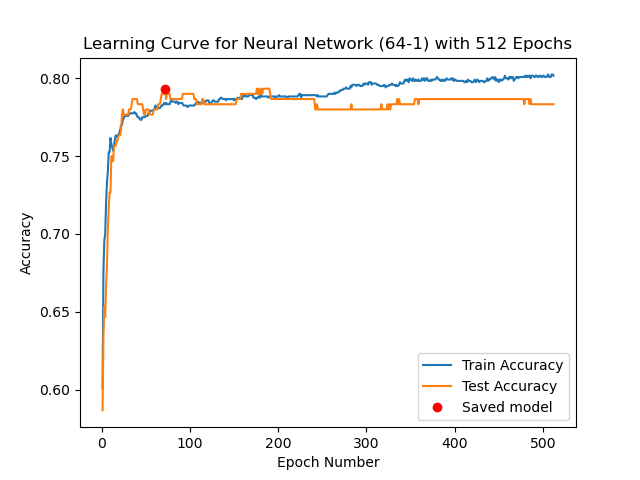 Learning Curve for Neural Network (64-1) with 512 Epochs
0.80
0.75
0.70
0.65
0.60
Accuracy
0 100 200 300 400 500
Epoch Number
Train Accuracy
Test Accuracy
Saved model